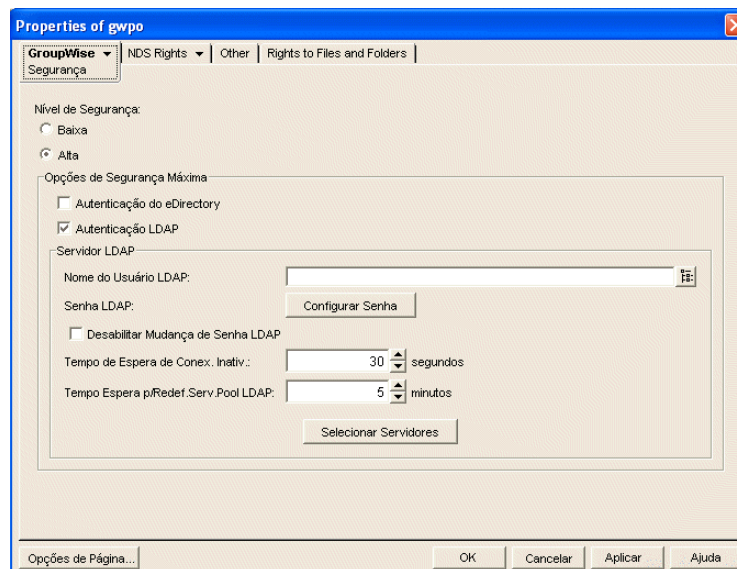 Properties of gwpo
GroupWise NDS Rights Other Rights to Files and Folders
Segurança
Nível de Segurança:
Baixa
Alta
Opções de Segurança Máxima
Autenticação do eDirectory
Autenticação LDAP
Servidor LDAP
Nome do Usuário LDAP:
Senha LDAP: Configurar Senha
Desabilitar Mudança de Senha LDAP
Tempo de Espera de Conex. Inativ.: 30 segundos
Tempo Espera p/Redef.Serv.Pool LDAP: 5 minutos
Selecionar Servidores
Opções de Página... OK Cancelar Aplicar Ajuda